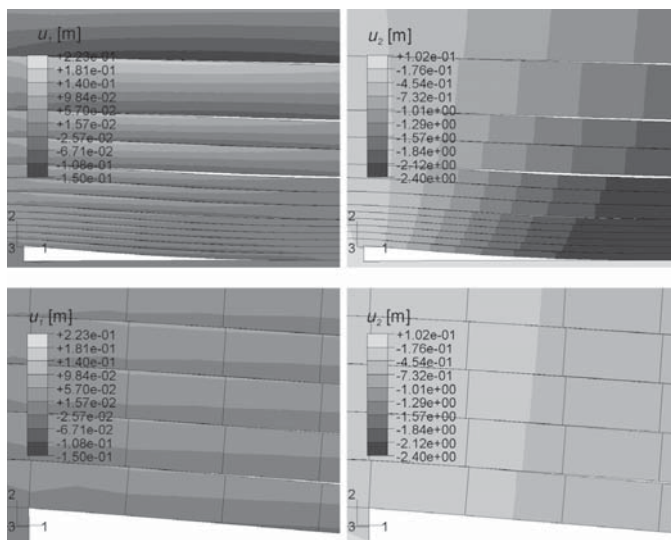 u₁ [m]
+2.23e-01
+1.81e-01
+1.40e-01
+9.84e-02
+5.70e-02
+1.57e-02
-2.57e-02
-6.71e-02
-1.08e-01
-1.50e-01
2
3 1
u₂ [m]
+1.02e-01
-1.76e-01
-4.54e-01
-7.32e-01
-1.01e+00
-1.29e+00
-1.57e+00
-1.84e+00
-2.12e+00
-2.40e+00
2
3 1
u₁ [m]
+2.23e-01
+1.81e-01
+1.40e-01
+9.84e-02
+5.70e-02
+1.57e-02
-2.57e-02
-6.71e-02
-1.08e-01
-1.50e-01
2
3 1
u₂ [m]
+1.02e-01
-1.76e-01
-4.54e-01
-7.32e-01
-1.01e+00
-1.29e+00
-1.57e+00
-1.84e+00
-2.12e+00
-2.40e+00
2
3 1